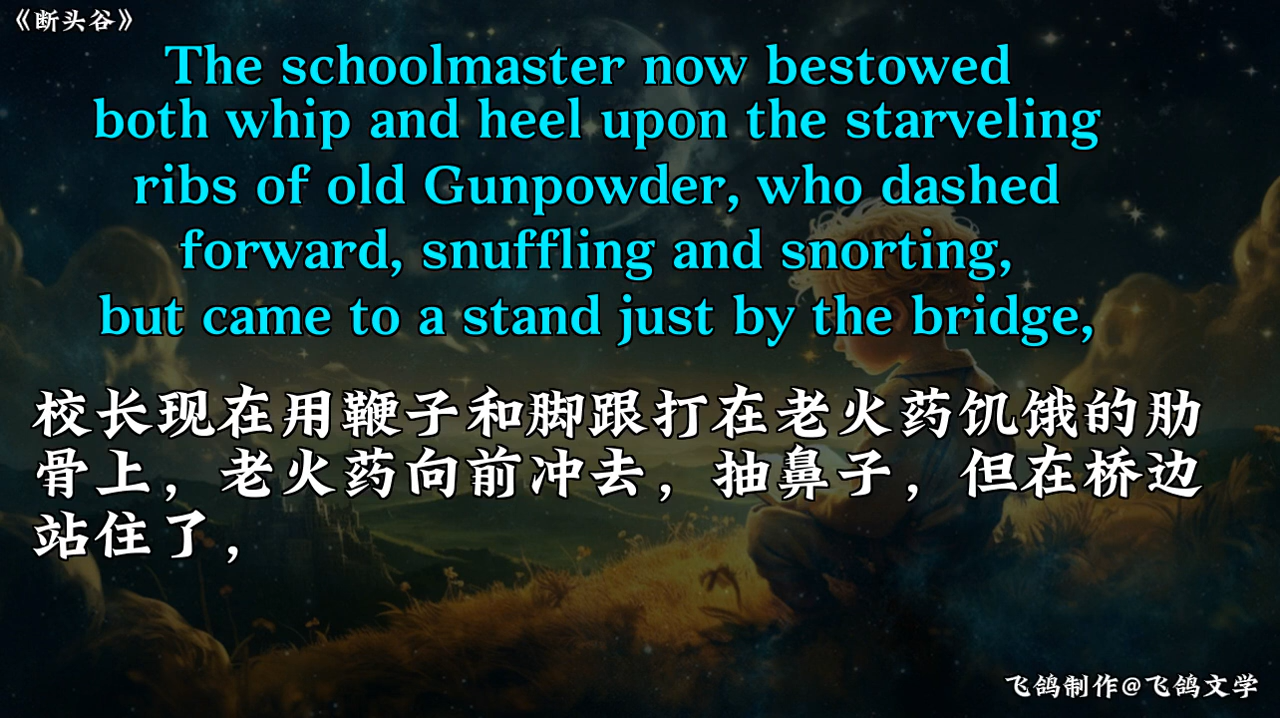 《断头谷》
The schoolmaster now bestowed
both whip and heel upon the starveling
ribs of old Gunpowder, who dashed
forward, snuffling and snorting,
but came to a stand just by the bridge,
校长现在用鞭子和脚跟打在老火药饥饿的肋
骨上，老火药向前冲去，抽鼻子，但在桥边
站住了，
飞鸽制作@飞鸽文学